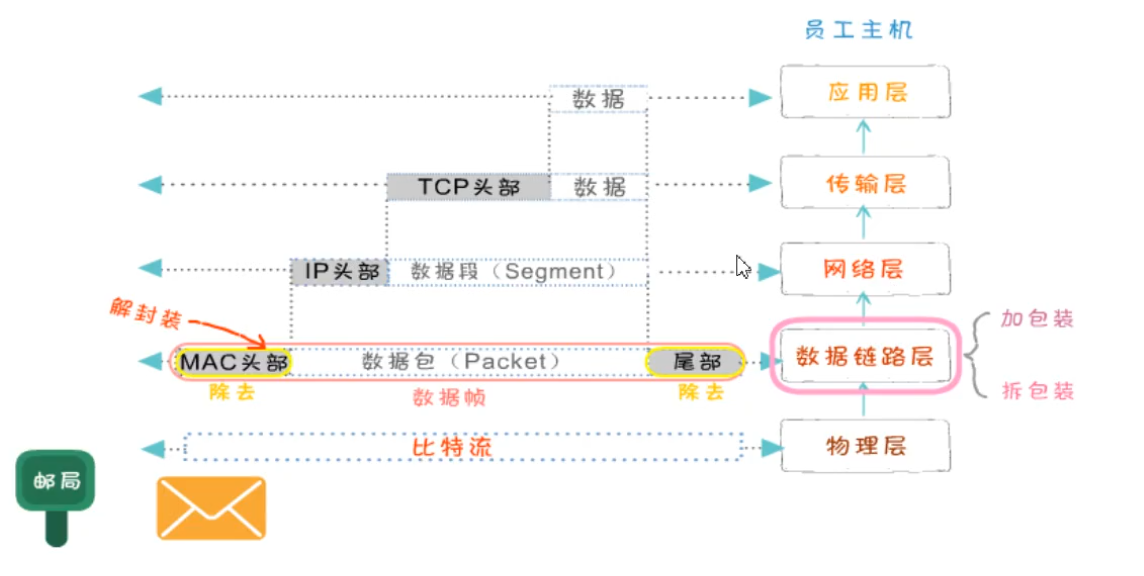 员工主机
数据
应用层
TCP头部
数据
传输层
IP头部
数据段（Segment）
网络层
解封装
MAC头部
数据包（Packet）
尾部
数据链路层
加包装
拆包装
除去
数据帧
除去
比特流
物理层
邮局